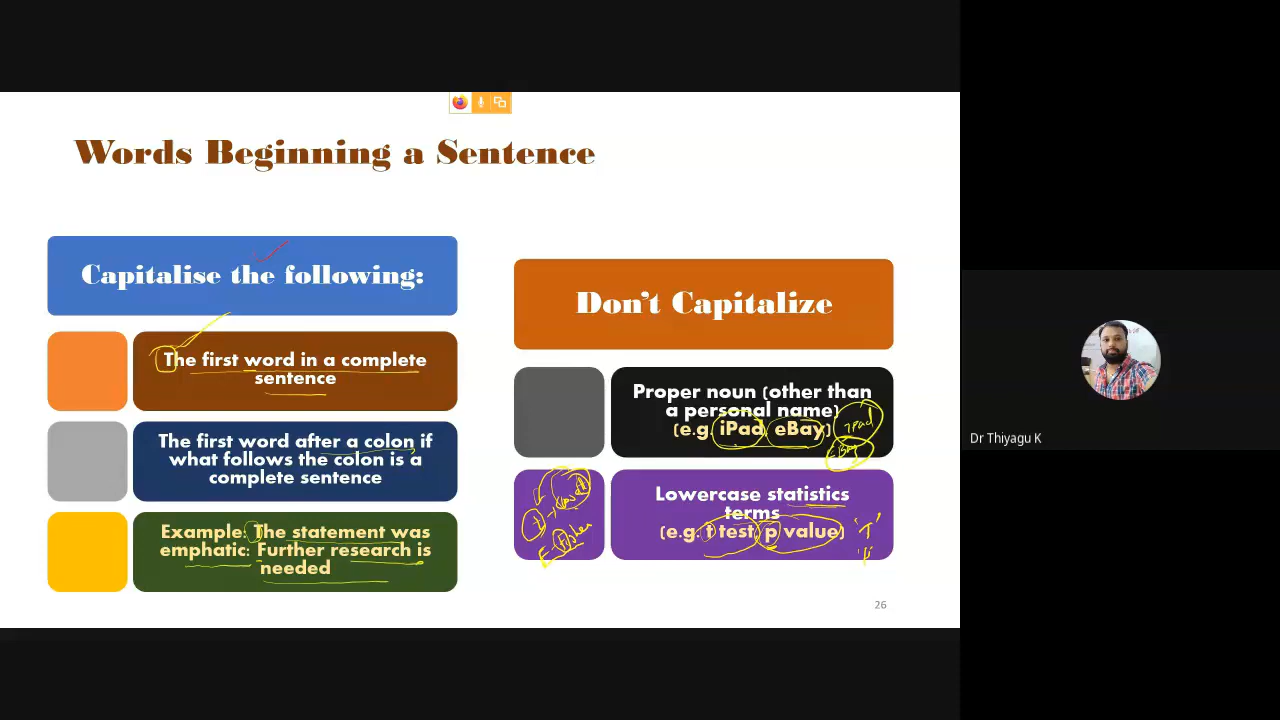 Words Beginning a Sentence
Capitalise the following:
The first word in a complete
sentence
The first word after a colon if
what follows the colon is a
complete sentence
Example: The statement was
emphatic: Further research is
needed
Don't Capitalize
Proper noun (other than
a personal name)
(e.g. iPad, eBay)
ipad
EBay
Lowercase statistics
terms
(e.g. t test, p value)
26
Dr Thiyagu K